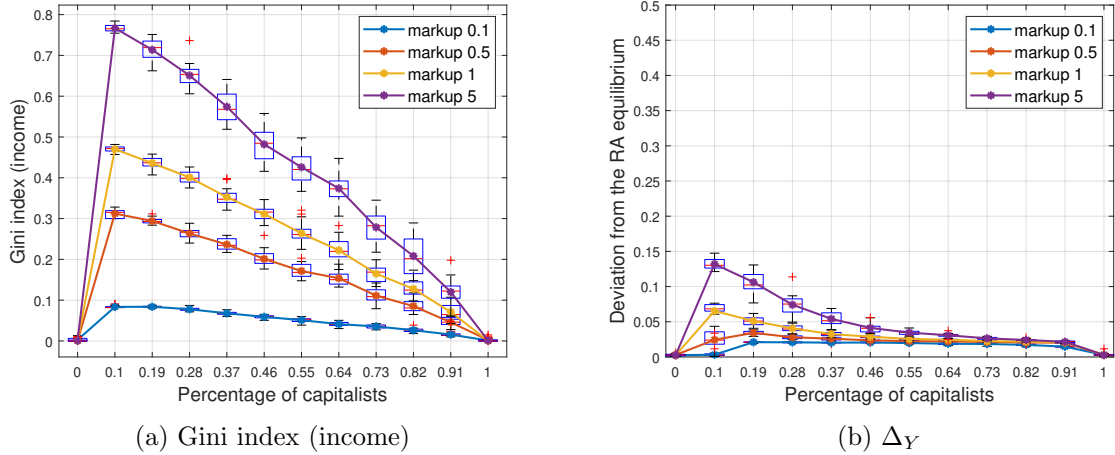 0.8
0.7
0.6
0.5
0.4
0.3
0.2
0.1
0
Gini index (income)
markup 0.1
markup 0.5
markup 1
markup 5
0 0.1 0.19 0.28 0.37 0.46 0.55 0.64 0.73 0.82 0.91 1
Percentage of capitalists
(a) Gini index (income)
0.5
0.45
0.4
0.35
0.3
0.25
0.2
0.15
0.1
0.05
0
Deviation from the RA equilibrium
markup 0.1
markup 0.5
markup 1
markup 5
0 0.1 0.19 0.28 0.37 0.46 0.55 0.64 0.73 0.82 0.91 1
Percentage of capitalists
(b) Δ_Y